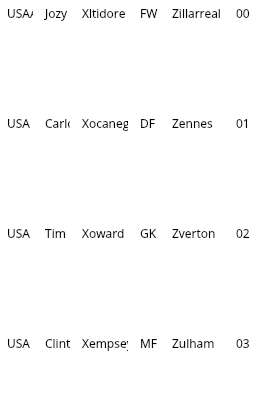 USA Jozy Xltidore FW Zillarreal 00
USA Carlo Xocaneg DF Zennes 01
USA Tim Xoward GK Zverton 02
USA Clint Xempsey MF Zulham 03